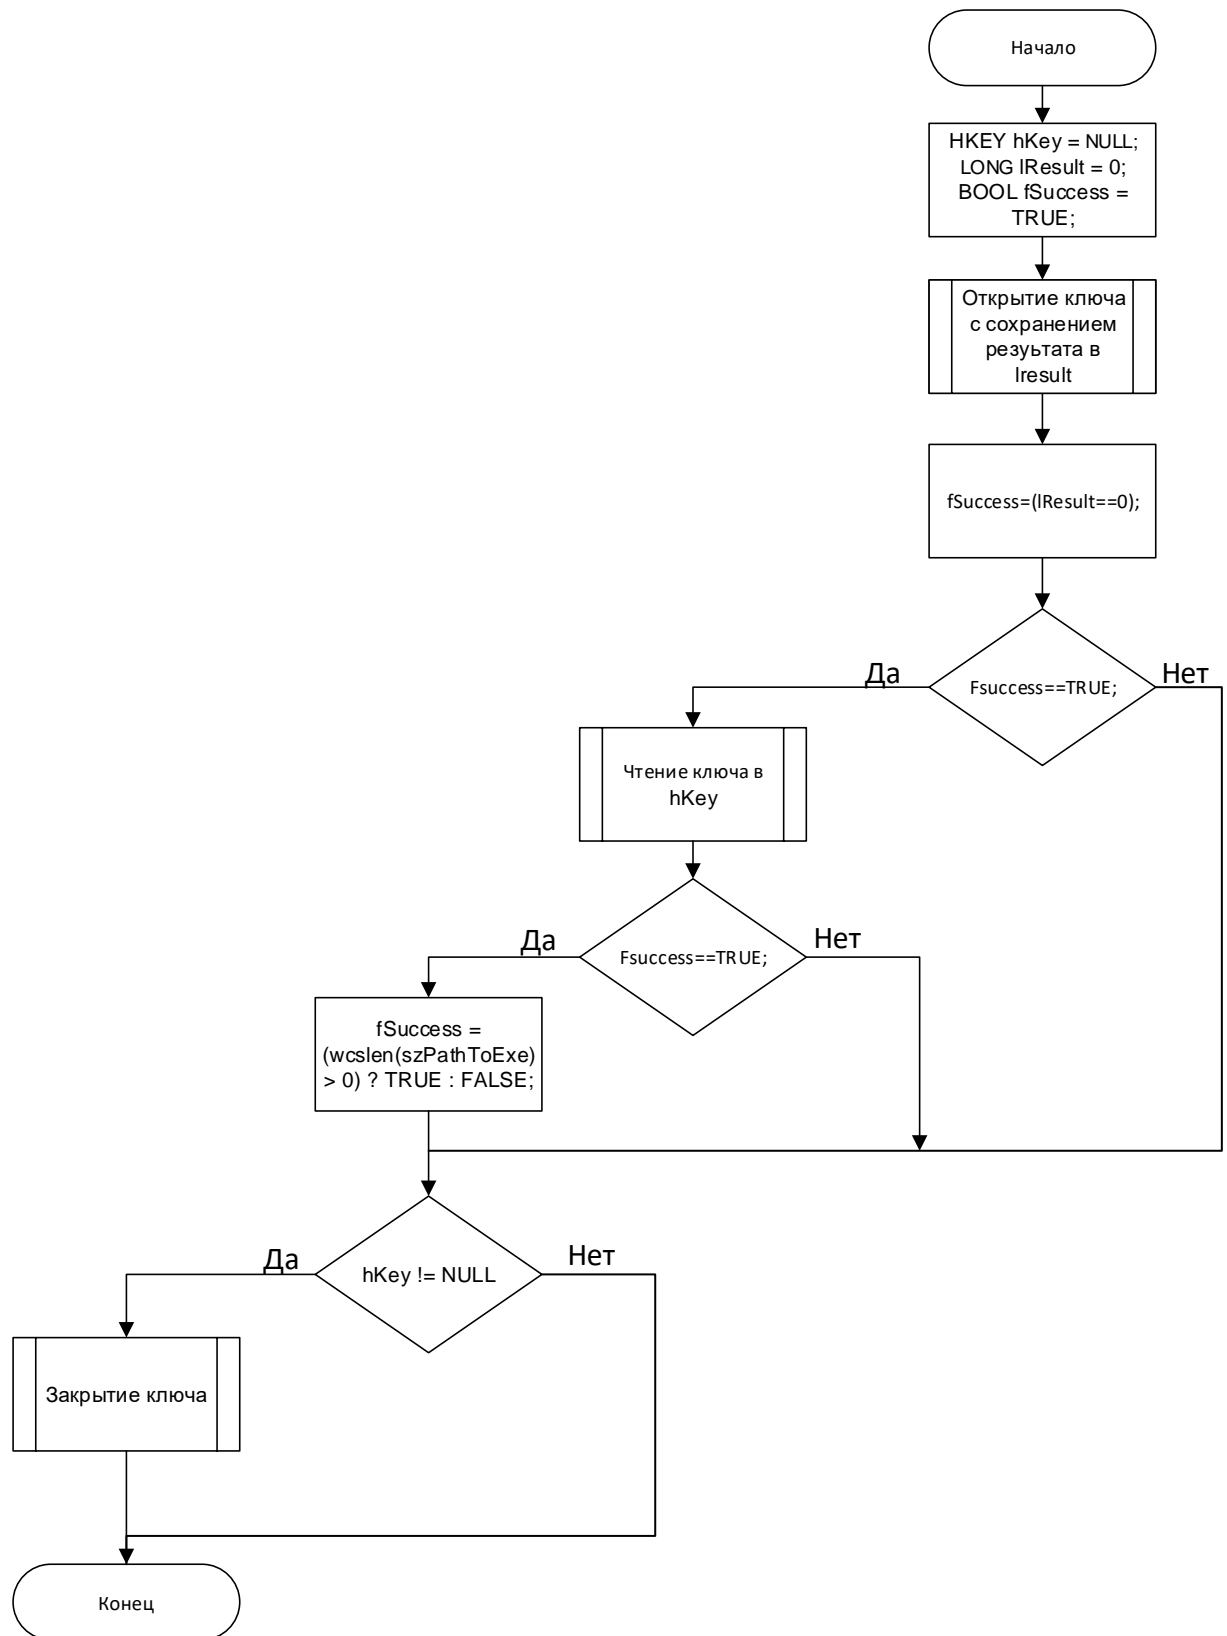 Начало
HKEY hKey = NULL;
LONG lResult = 0;
BOOL fSuccess =
TRUE;
Открытие ключа
с сохранением
резуьтата в
lresult
fSuccess=(lResult==0);
Да
Fsuccess==TRUE;
Нет
Чтение ключа в
hKey
Да
Fsuccess==TRUE;
Нет
fSuccess =
(wcslen(szPathToExe)
> 0) ? TRUE : FALSE;
Да
hKey != NULL
Нет
Закрытие ключа
Конец